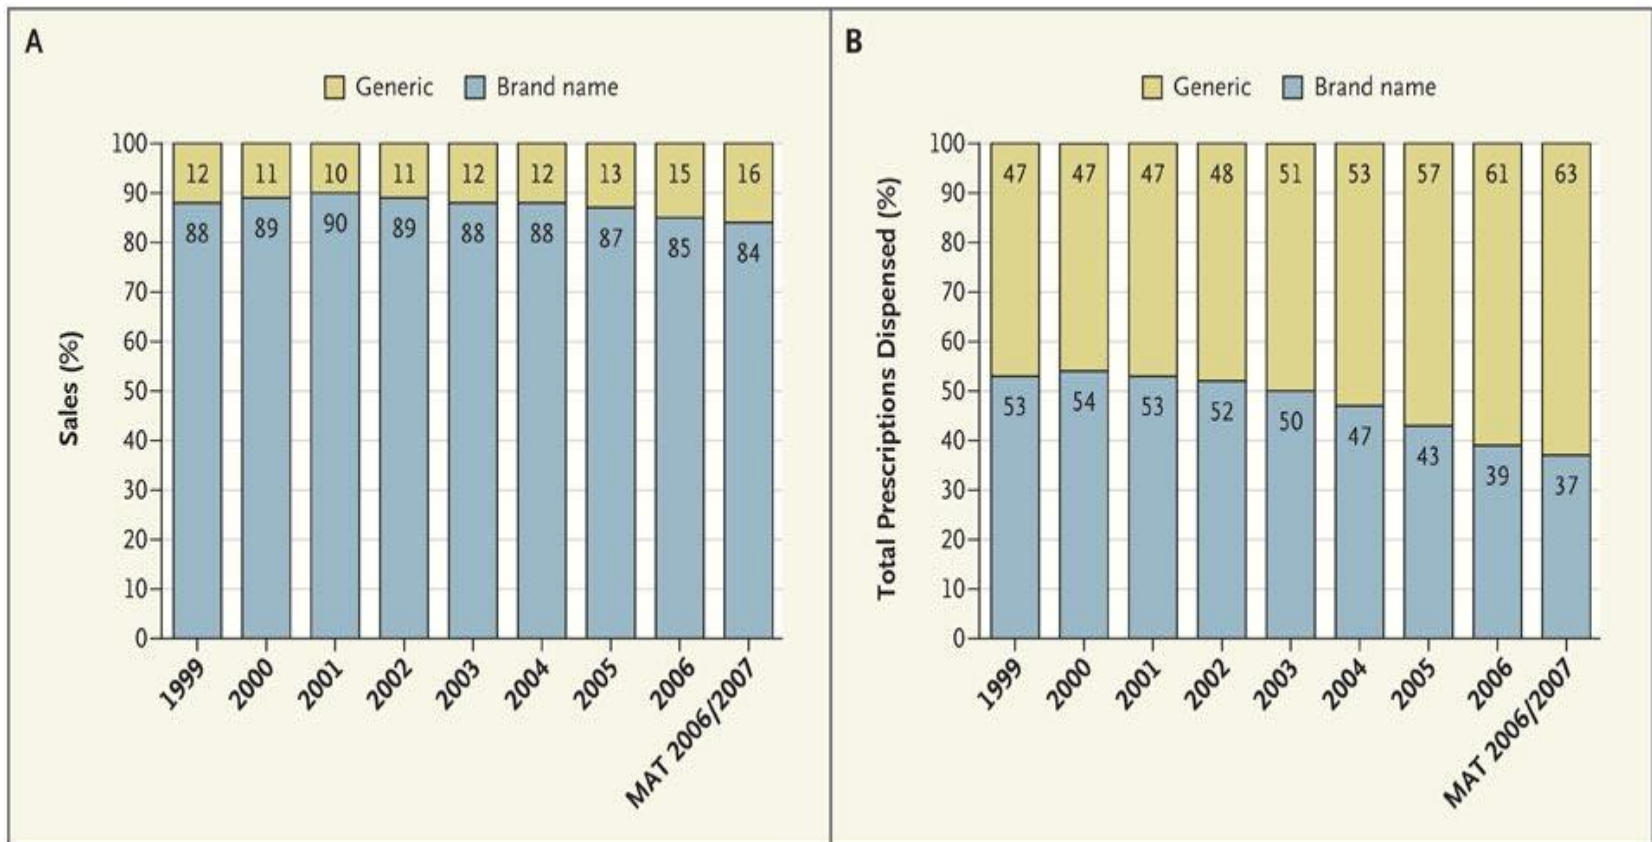 A
Generic Brand name
Sales (%)
100
90
80
70
60
50
40
30
20
10
0
12 11 10 11 12 12 13 15 16
88 89 90 89 88 88 87 85 84
1999 2000 2001 2002 2003 2004 2005 2006 MAT 2006/2007
B
Generic Brand name
Total Prescriptions Dispensed (%)
100
90
80
70
60
50
40
30
20
10
0
47 47 47 48 51 53 57 61 63
53 54 53 52 50 47 43 39 37
1999 2000 2001 2002 2003 2004 2005 2006 MAT 2006/2007